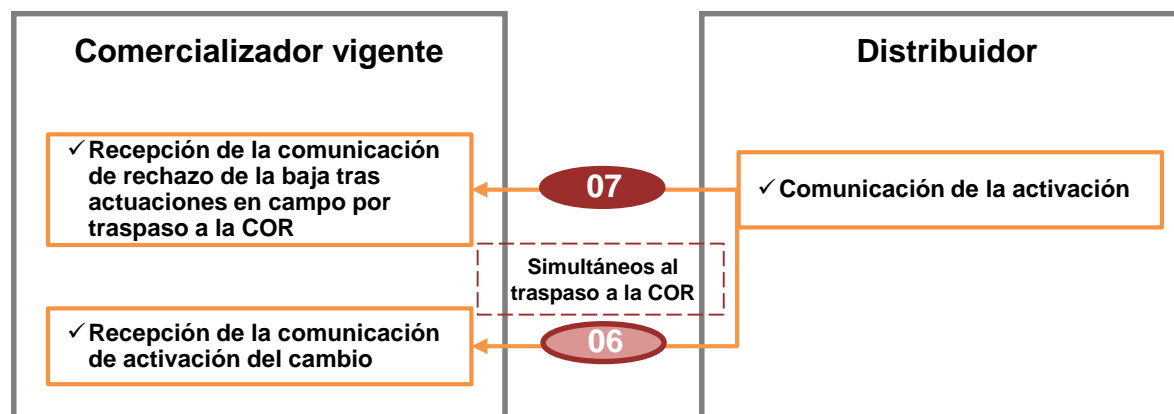 Comercializador vigente
Distribuidor
✓Recepción de la comunicación
de rechazo de la baja tras
actuaciones en campo por
traspaso a la COR
07
✓Comunicación de la activación
Simultáneos al
traspaso a la COR
✓Recepción de la comunicación
de activación del cambio
06